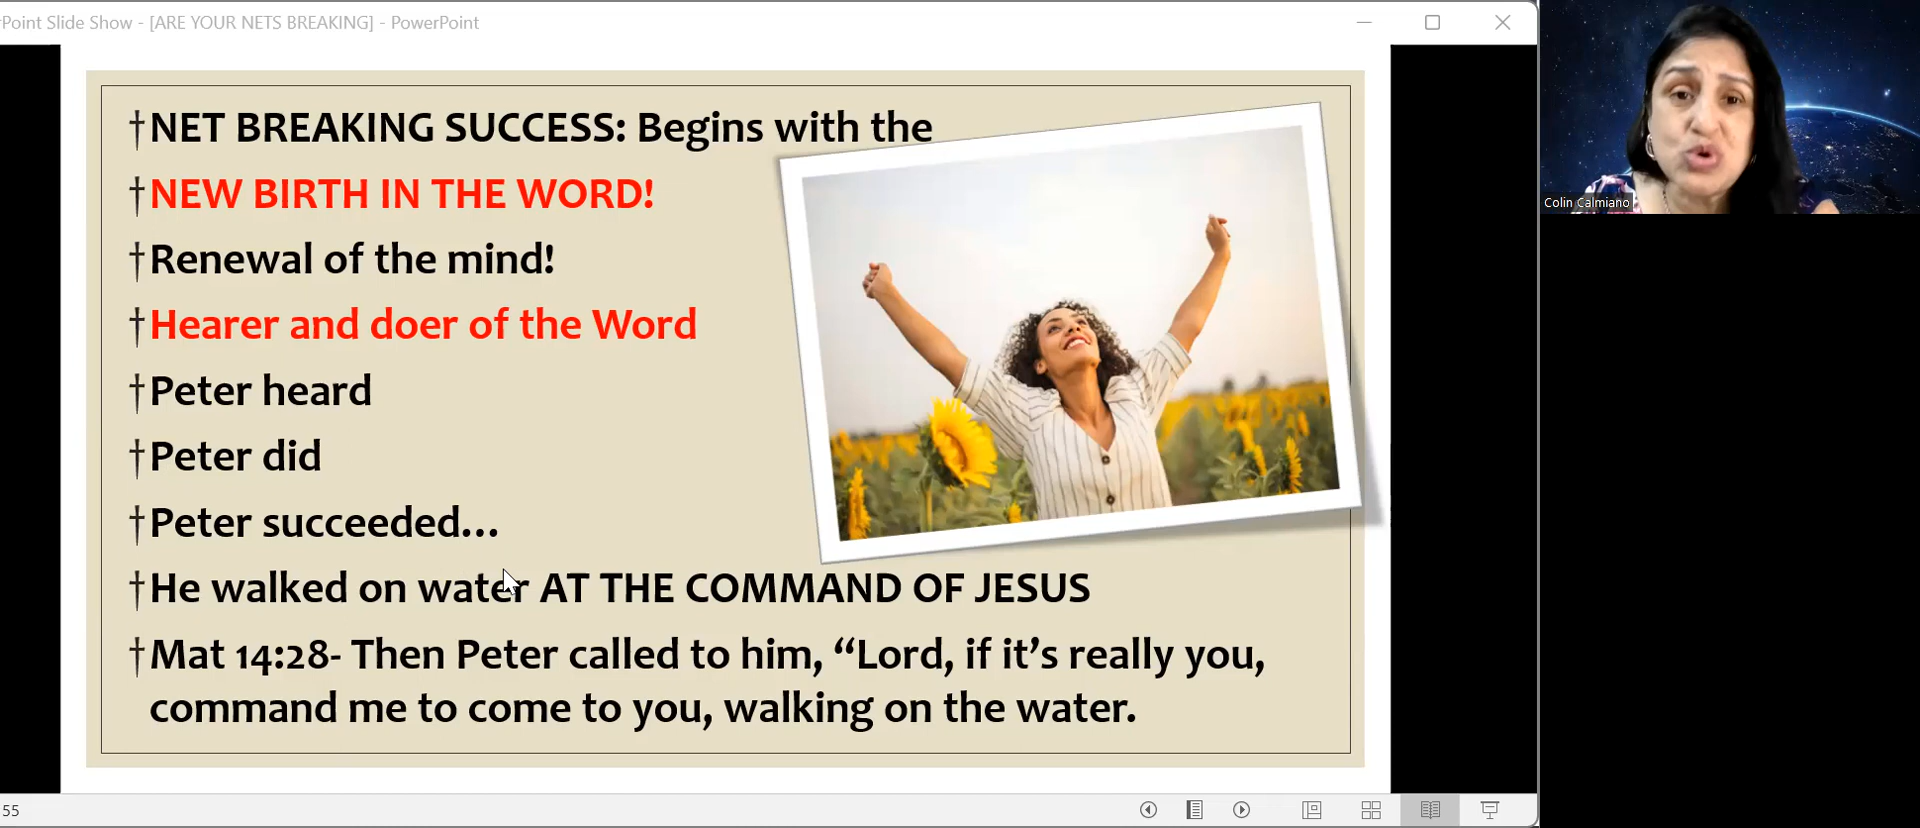 Point Slide Show - [ARE YOUR NETS BREAKING] - PowerPoint
†NET BREAKING SUCCESS: Begins with the
†NEW BIRTH IN THE WORD!
†Renewal of the mind!
†Hearer and doer of the Word
†Peter heard
†Peter did
†Peter succeeded...
†He walked on water AT THE COMMAND OF JESUS
†Mat 14:28- Then Peter called to him, “Lord, if it’s really you,
command me to come to you, walking on the water.
55
Colin Calmiano